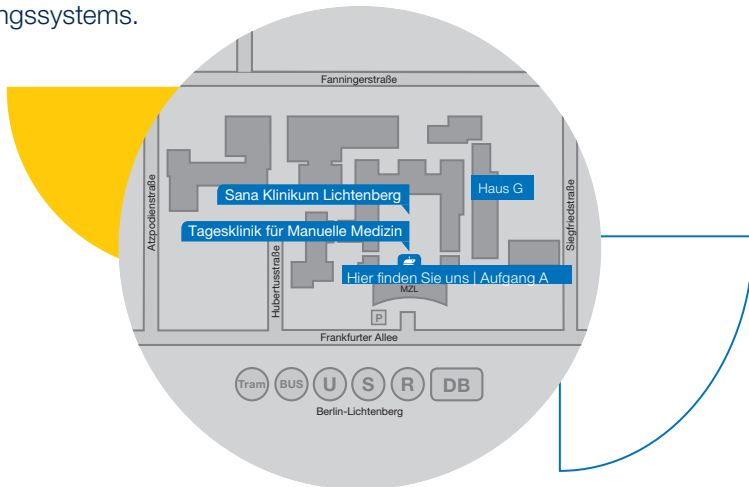 ngssystems.
Fanningerstraße
Atzpodienstraße
Haus G
Sana Klinikum Lichtenberg
Siegfriedstraße
Tagesklinik für Manuelle Medizin
Hubertusstraße
Hier finden Sie uns | Aufgang A
MZL
P
Frankfurter Allee
Tram BUS U S R DB
Berlin-Lichtenberg